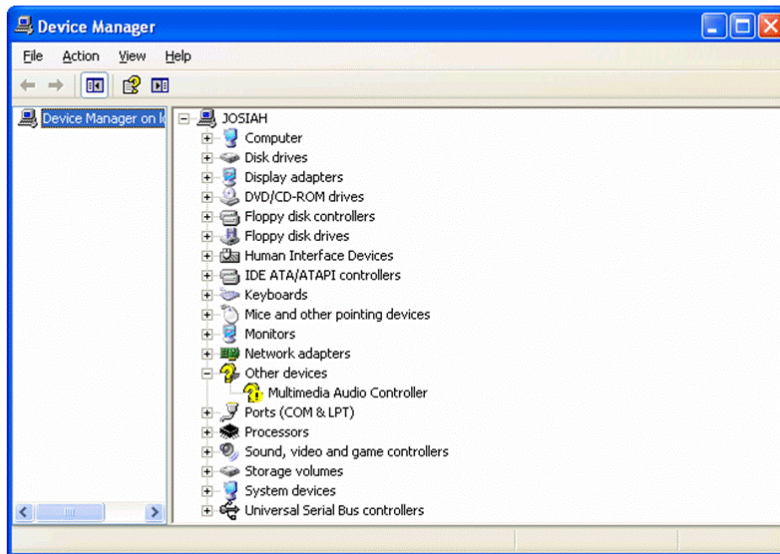 Device Manager
File Action View Help
Device Manager on
JOSIAH
Computer
Disk drives
Display adapters
DVD/CD-ROM drives
Floppy disk controllers
Floppy disk drives
Human Interface Devices
IDE ATA/ATAPI controllers
Keyboards
Mice and other pointing devices
Monitors
Network adapters
Other devices
Multimedia Audio Controller
Ports (COM & LPT)
Processors
Sound, video and game controllers
Storage volumes
System devices
Universal Serial Bus controllers